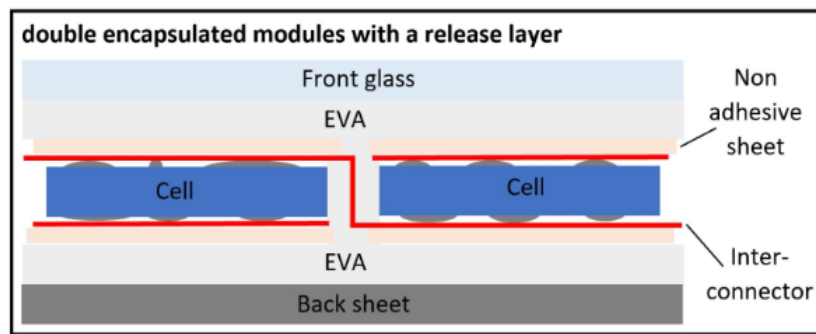 double encapsulated modules with a release layer
Front glass
Non
adhesive
sheet
EVA
Cell
Cell
EVA
Inter-
connector
Back sheet